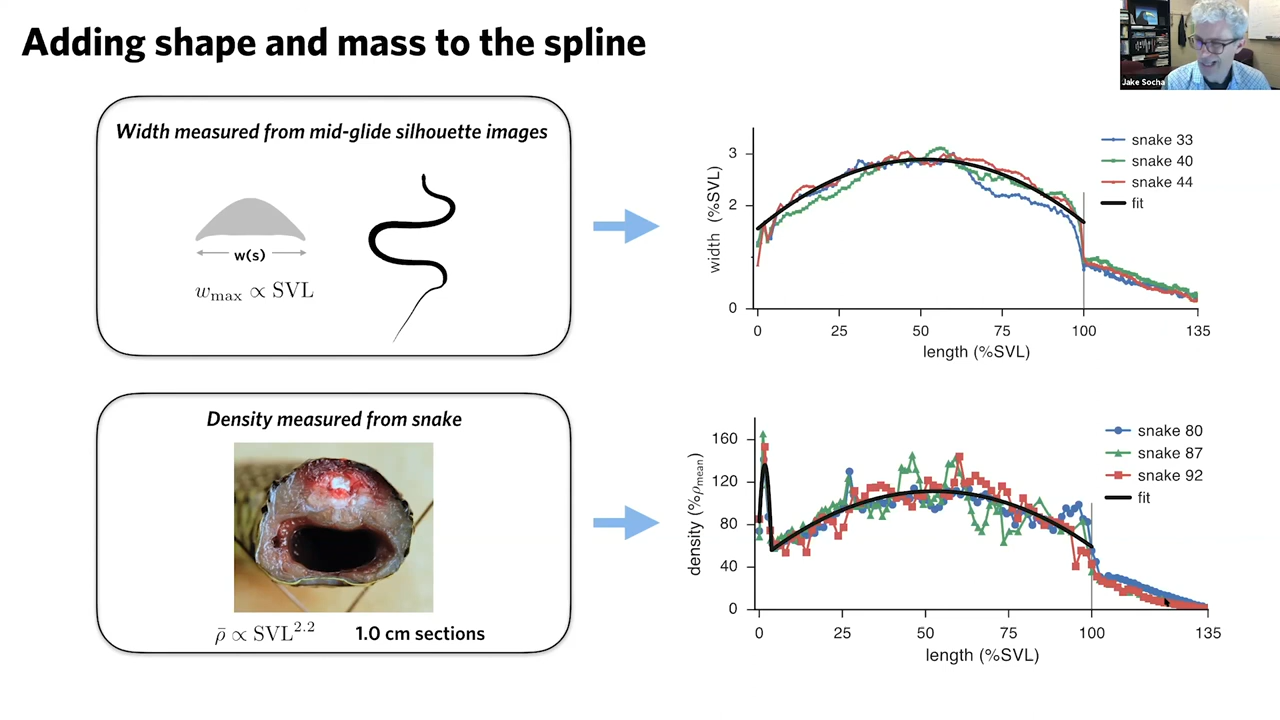 Adding shape and mass to the spline
Jake Socha
Width measured from mid-glide silhouette images
w(s)
w_max ∝ SVL
width (%SVL)
3
2
0
0 25 50 75 100 135
length (%SVL)
snake 33
snake 40
snake 44
fit
Density measured from snake
ρ̄ ∝ SVL^2.2
1.0 cm sections
density (%ρ_mean)
160
120
80
40
0
0 25 50 75 100 135
length (%SVL)
snake 80
snake 87
snake 92
fit